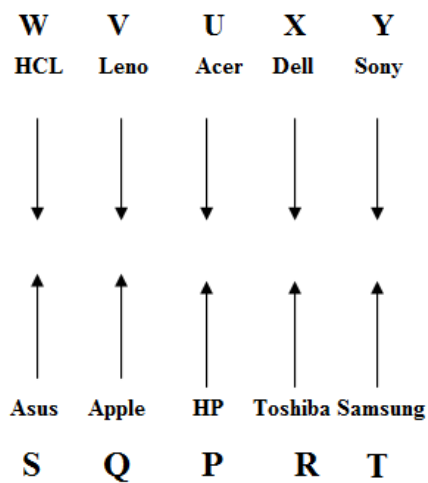 W V U X Y
HCL Leno Acer Dell Sony
Asus Apple HP Toshiba Samsung
S Q P R T